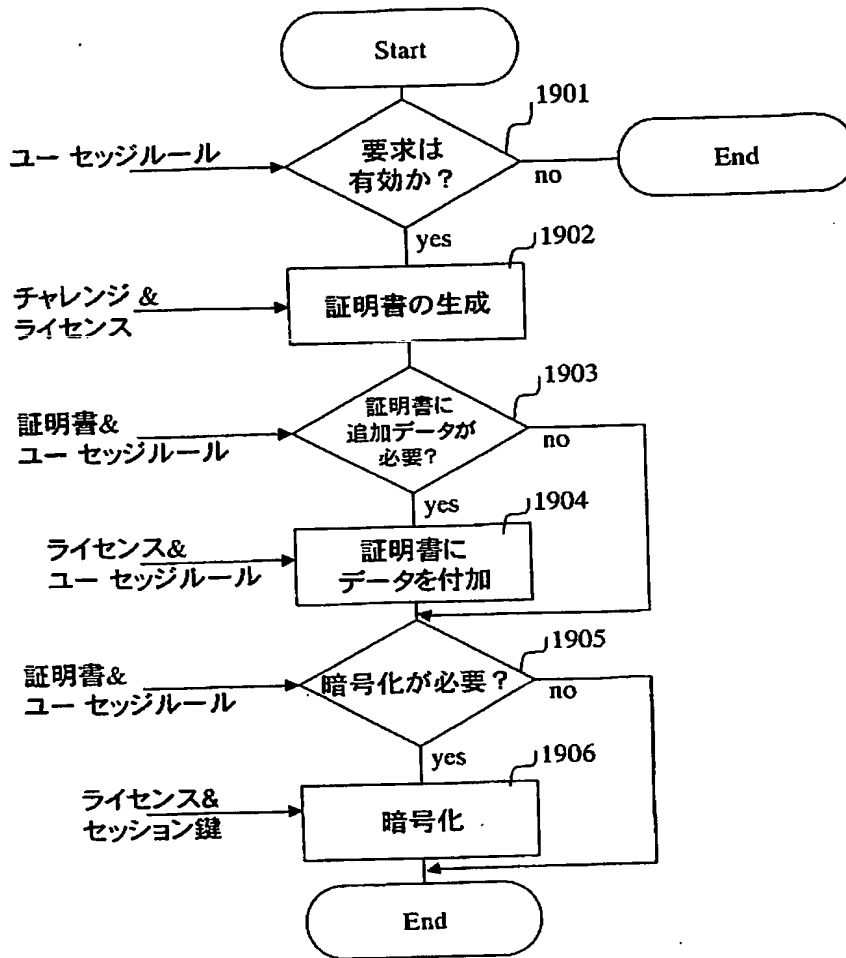 Start
1901
ユー セッジルール
要求は
有効か？
no
End
yes
1902
チャレンジ &
ライセンス
証明書の生成
1903
証明書&
ユー セッジルール
証明書に
追加データが
必要？
no
yes
1904
ライセンス&
ユー セッジルール
証明書に
データを付加
1905
証明書&
ユー セッジルール
暗号化が必要？
no
yes
1906
ライセンス&
セッション鍵
暗号化
End